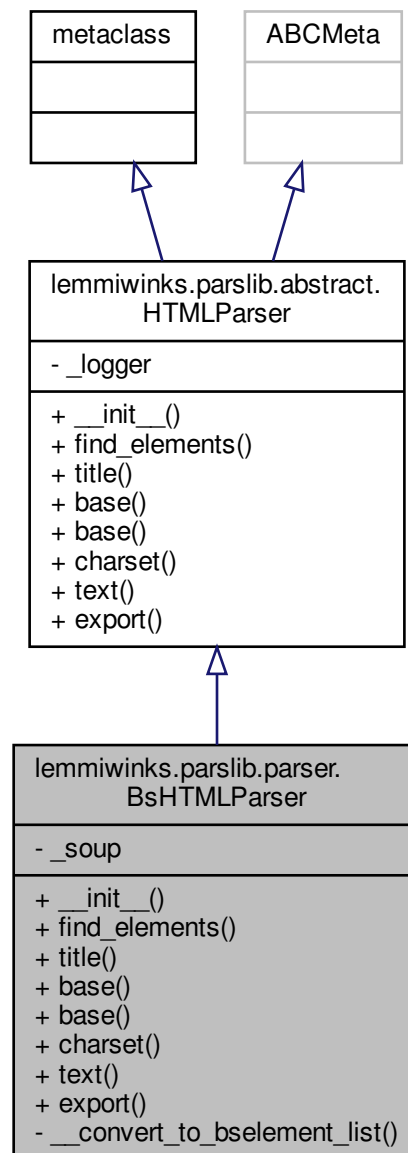 metaclass
ABCMeta
lemmiwinks.parslib.abstract.
HTMLParser
- _logger
+ __init__()
+ find_elements()
+ title()
+ base()
+ base()
+ charset()
+ text()
+ export()
lemmiwinks.parslib.parser.
BsHTMLParser
- _soup
+ __init__()
+ find_elements()
+ title()
+ base()
+ base()
+ charset()
+ text()
+ export()
- __convert_to_bselement_list()